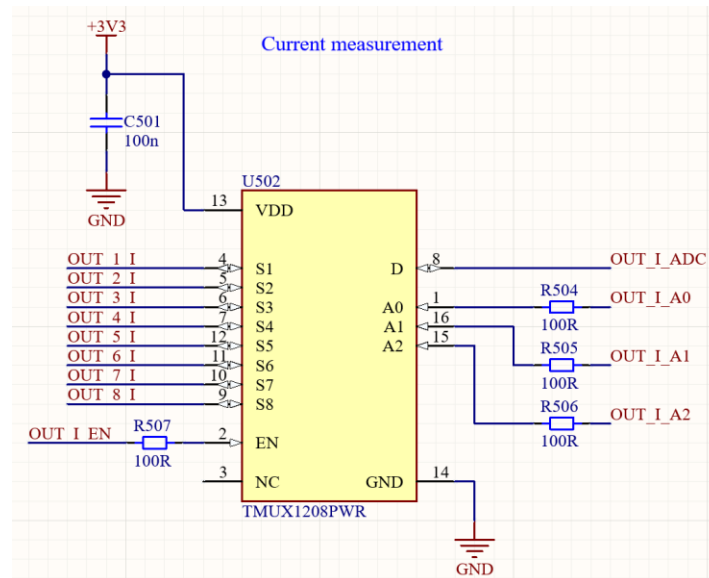 +3V3
Current measurement
C501
100n
GND
U502
13 VDD
OUT_1_I 4 S1 D 8 OUT_I_ADC
OUT_2_I 5 S2
OUT_3_I 6 S3 A0 1 R504 100R OUT_I_A0
OUT_4_I 7 S4 A1 16 R505 100R OUT_I_A1
OUT_5_I 12 S5 A2 15 R506 100R OUT_I_A2
OUT_6_I 11 S6
OUT_7_I 10 S7
OUT_8_I 9 S8
OUT_I_EN R507 100R 2 EN
3 NC GND 14
TMUX1208PWR
GND